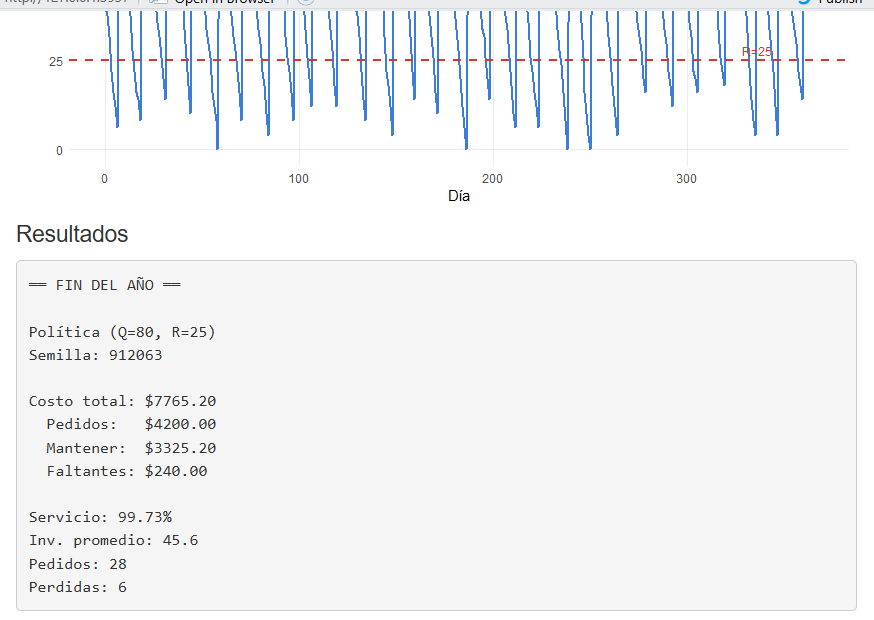 Open in Browser
Publish
R=25
25
0
0 100 200 300
Día
Resultados
== FIN DEL AÑO ==
Política (Q=80, R=25)
Semilla: 912063
Costo total: $7765.20
Pedidos: $4200.00
Mantener: $3325.20
Faltantes: $240.00
Servicio: 99.73%
Inv. promedio: 45.6
Pedidos: 28
Perdidas: 6